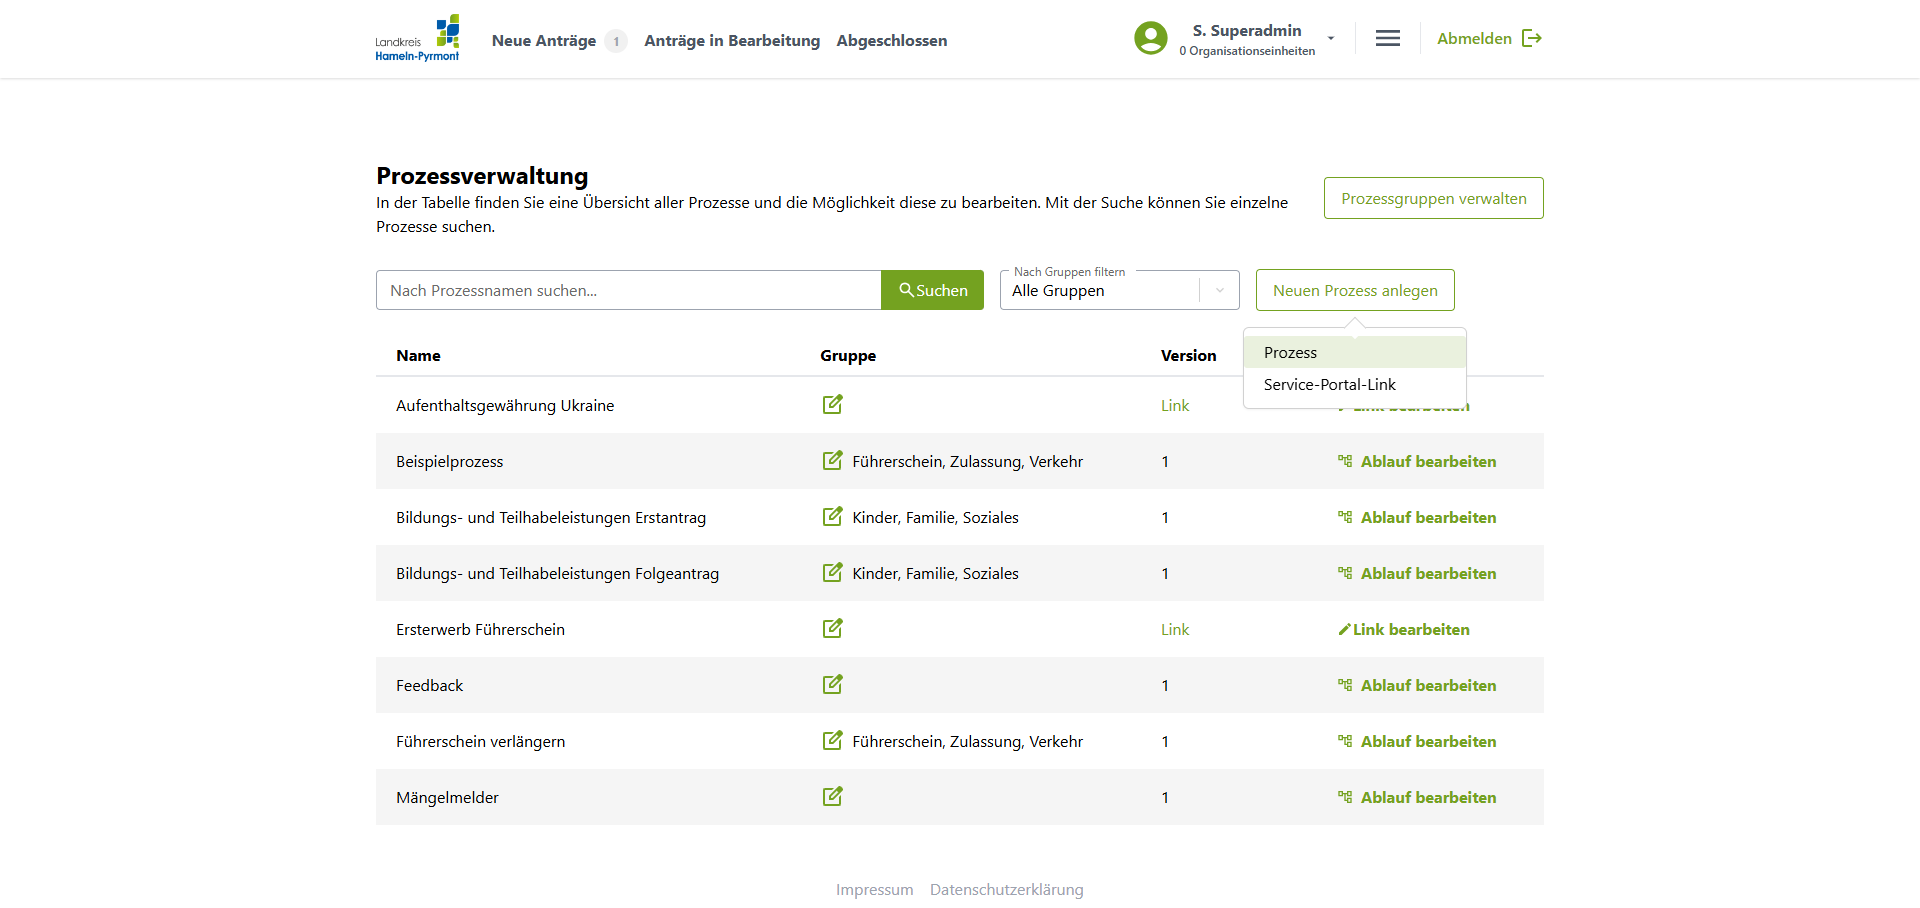 Landkreis
Hameln-Pyrmont
Neue Anträge 1 Anträge in Bearbeitung Abgeschlossen
S. Superadmin
0 Organisationseinheiten
Abmelden
Prozessverwaltung
In der Tabelle finden Sie eine Übersicht aller Prozesse und die Möglichkeit diese zu bearbeiten. Mit der Suche können Sie einzelne
Prozesse suchen.
Prozessgruppen verwalten
Nach Prozessnamen suchen...
Suchen
Nach Gruppen filtern
Alle Gruppen
Neuen Prozess anlegen
Prozess
Service-Portal-Link
Name Gruppe Version
Aufenthaltsgewährung Ukraine Link Link bearbeiten
Beispielprozess Führerschein, Zulassung, Verkehr 1 Ablauf bearbeiten
Bildungs- und Teilhabeleistungen Erstantrag Kinder, Familie, Soziales 1 Ablauf bearbeiten
Bildungs- und Teilhabeleistungen Folgeantrag Kinder, Familie, Soziales 1 Ablauf bearbeiten
Ersterwerb Führerschein Link Link bearbeiten
Feedback 1 Ablauf bearbeiten
Führerschein verlängern Führerschein, Zulassung, Verkehr 1 Ablauf bearbeiten
Mängelmelder 1 Ablauf bearbeiten
Impressum Datenschutzerklärung